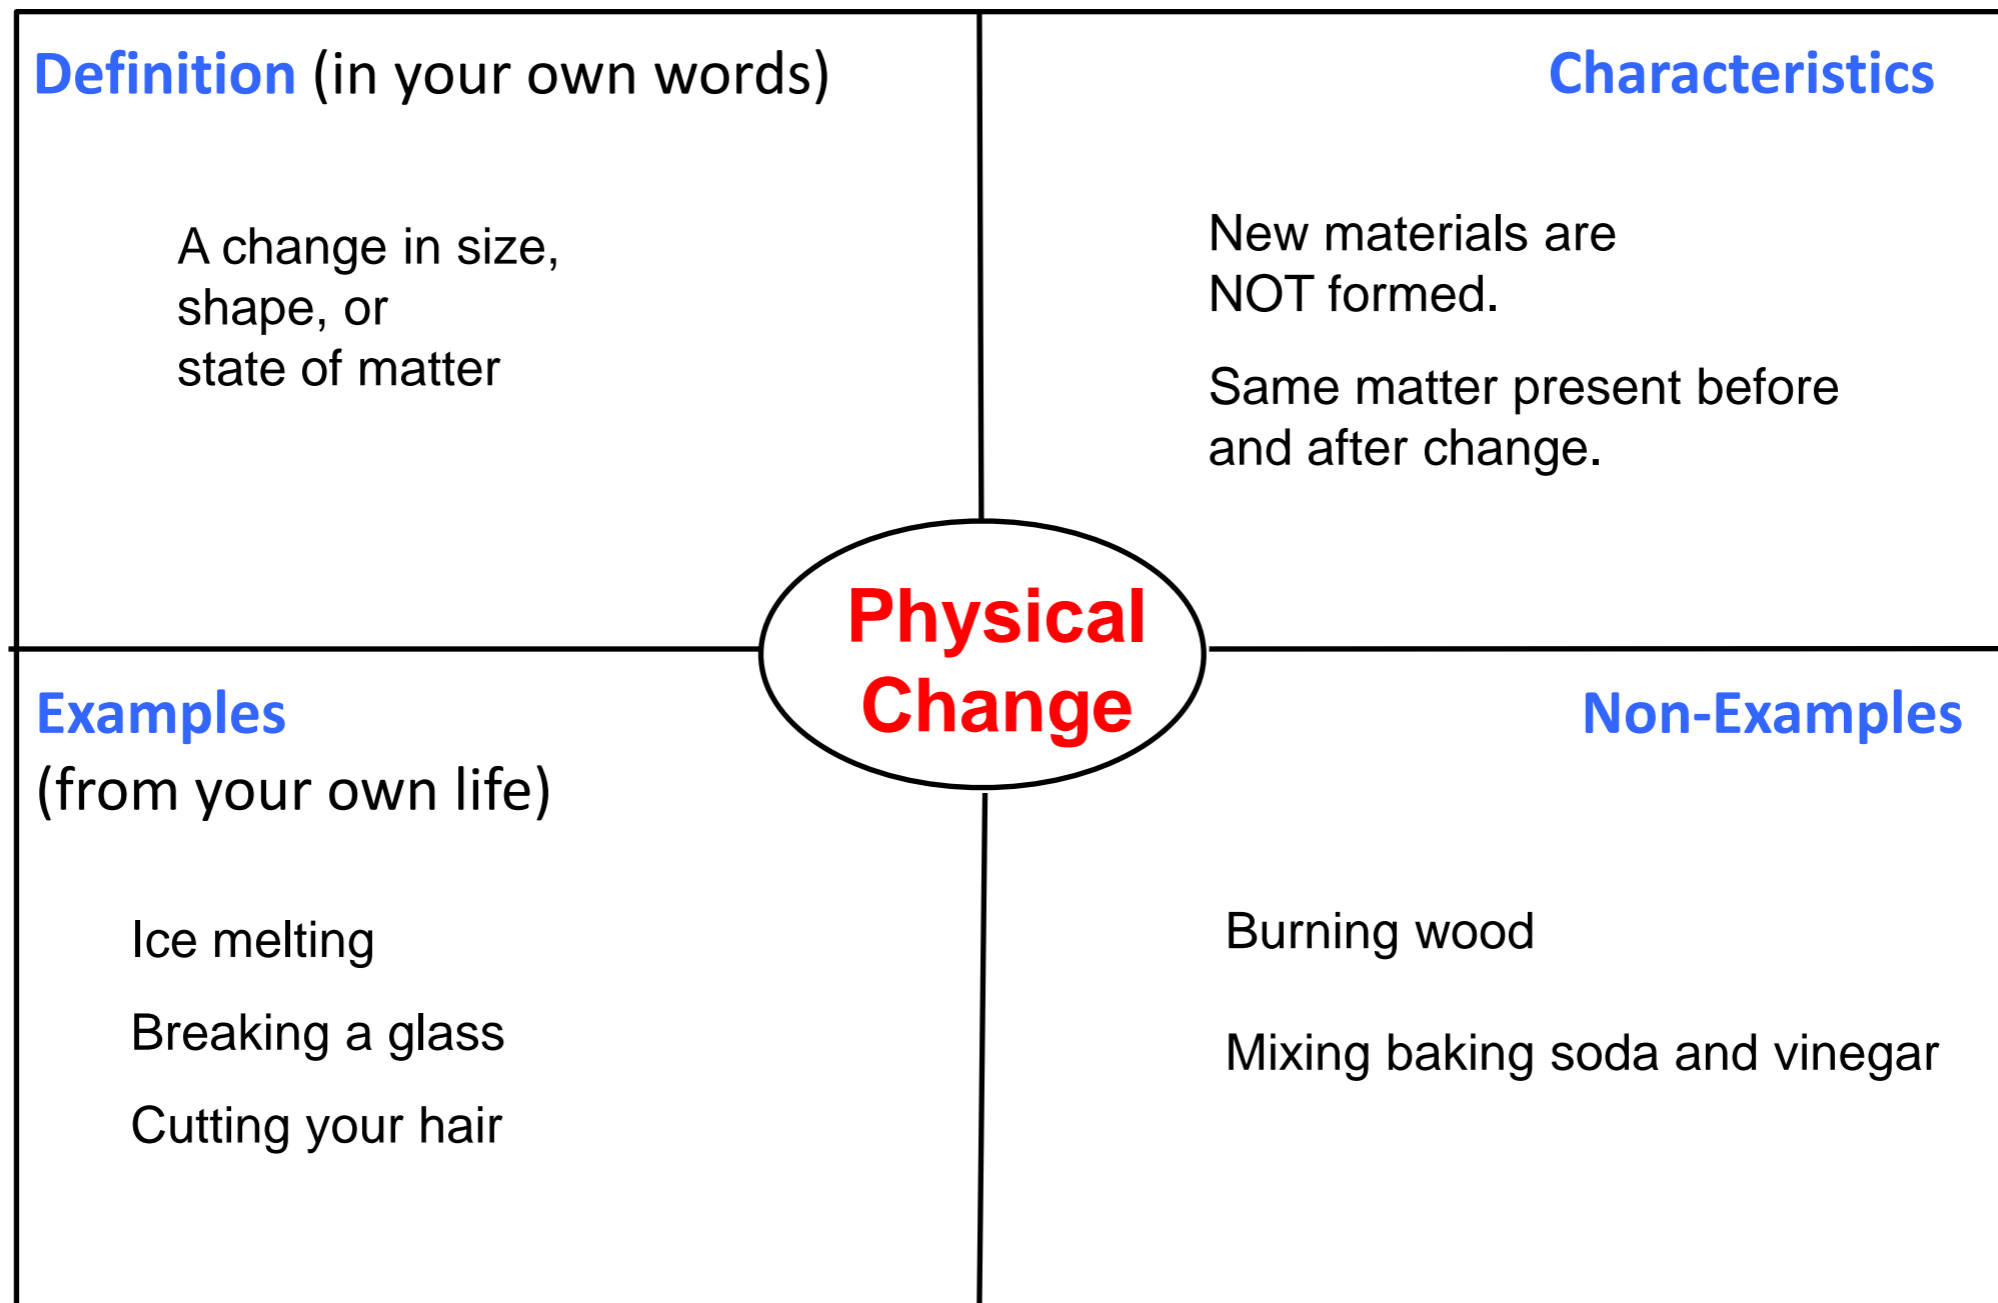 Definition (in your own words)
A change in size,
shape, or
state of matter
Characteristics
New materials are
NOT formed.
Same matter present before
and after change.
Physical
Change
Examples
(from your own life)
Ice melting
Breaking a glass
Cutting your hair
Non-Examples
Burning wood
Mixing baking soda and vinegar